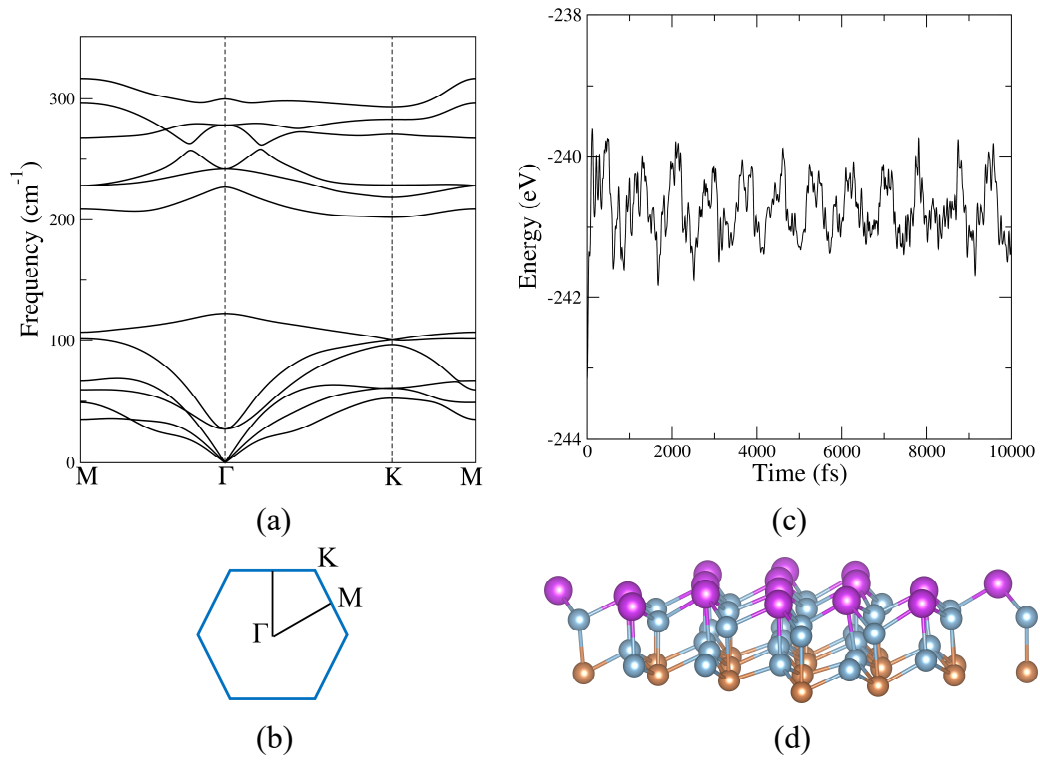 Frequency (cm-1)
300
200
100
0
M Γ K M
(a)
Energy (eV)
-238
-240
-242
-244
0 2000 4000 6000 8000 10000
Time (fs)
(c)
K
M
Γ
(b)
(d)